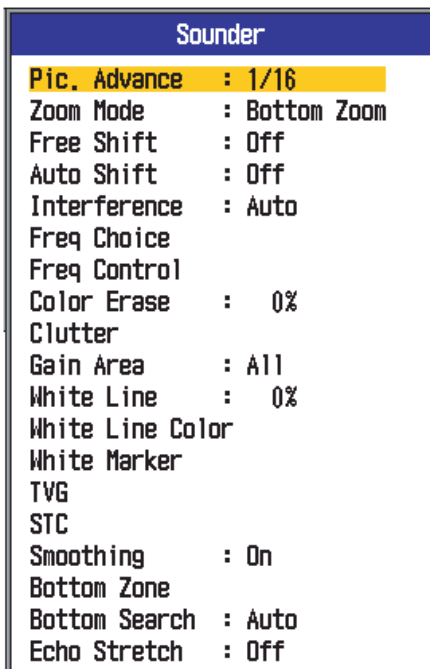 Sounder
Pic. Advance : 1/16
Zoom Mode : Bottom Zoom
Free Shift : Off
Auto Shift : Off
Interference : Auto
Freq Choice
Freq Control
Color Erase : 0%
Clutter
Gain Area : All
White Line : 0%
White Line Color
White Marker
TVG
STC
Smoothing : On
Bottom Zone
Bottom Search : Auto
Echo Stretch : Off